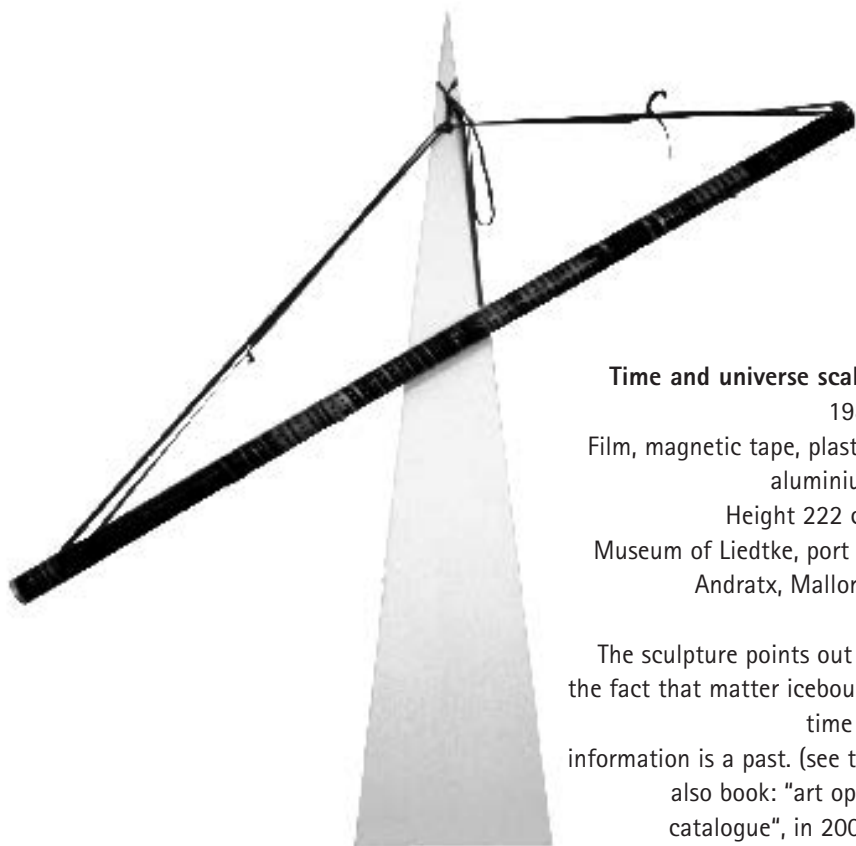 Time and universe scal
19
Film, magnetic tape, plast
aluminiu
Height 222 c
Museum of Liedtke, port
Andratx, Mallor
The sculpture points out
the fact that matter icebou
time
information is a past. (see t
also book: "art op
catalogue“, in 200